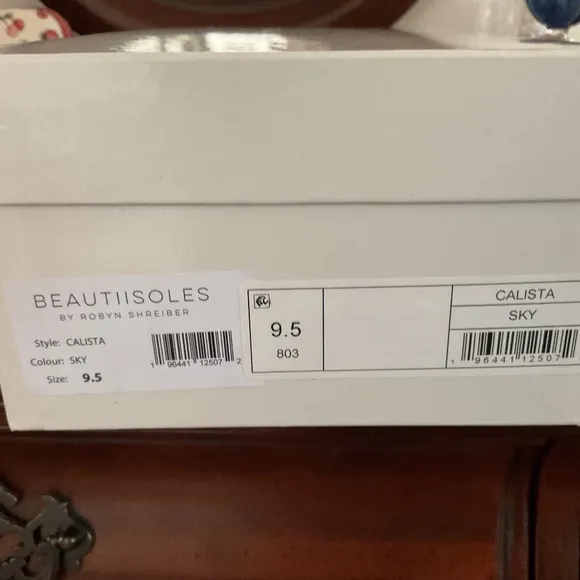 BEAUTIISOLES
BY ROBYN SHREIBER
Style: CALISTA
Colour: SKY
Size: 9.5
1 96441 12507 2
9.5
803
CALISTA
SKY
1 96441 12507